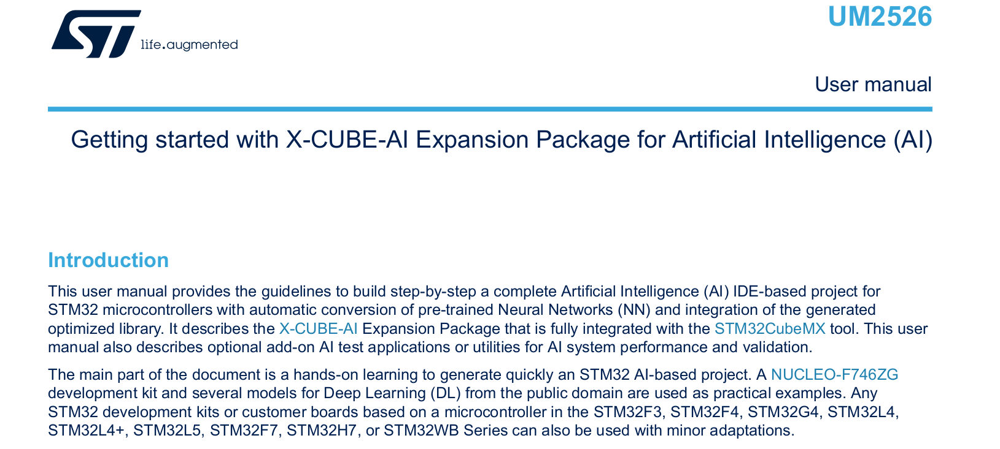 ST
life.augmented
UM2526
User manual
Getting started with X-CUBE-AI Expansion Package for Artificial Intelligence (AI)
Introduction
This user manual provides the guidelines to build step-by-step a complete Artificial Intelligence (AI) IDE-based project for
STM32 microcontrollers with automatic conversion of pre-trained Neural Networks (NN) and integration of the generated
optimized library. It describes the X-CUBE-AI Expansion Package that is fully integrated with the STM32CubeMX tool. This user
manual also describes optional add-on AI test applications or utilities for AI system performance and validation.
The main part of the document is a hands-on learning to generate quickly an STM32 AI-based project. A NUCLEO-F746ZG
development kit and several models for Deep Learning (DL) from the public domain are used as practical examples. Any
STM32 development kits or customer boards based on a microcontroller in the STM32F3, STM32F4, STM32G4, STM32L4,
STM32L4+, STM32L5, STM32F7, STM32H7, or STM32WB Series can also be used with minor adaptations.